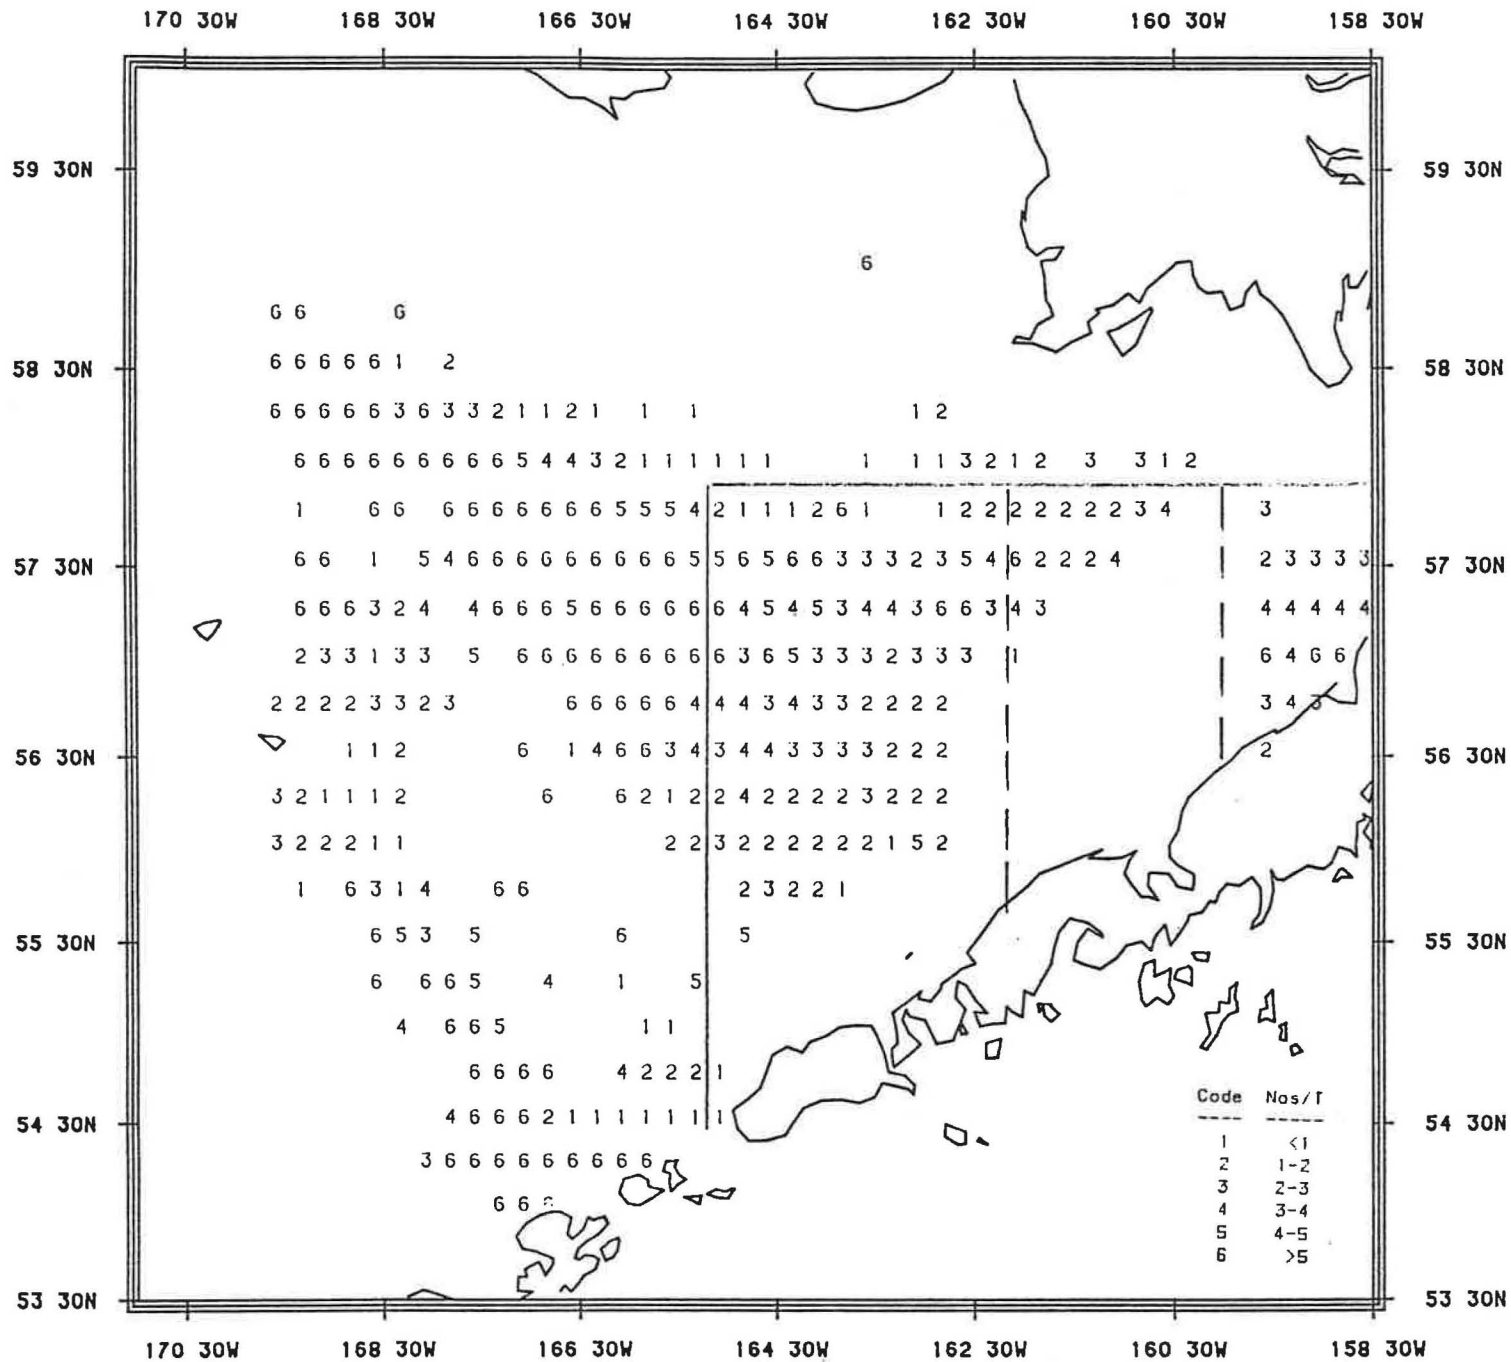 170 30W 168 30W 166 30W 164 30W 162 30W 160 30W 158 30W
59 30N 59 30N
6
6 6 6
58 30N 6 6 6 6 6 1 2 58 30N
6 6 6 6 6 3 6 3 3 2 1 1 2 1 1 1 1 2
6 6 6 6 6 6 6 6 6 5 4 4 3 2 1 1 1 1 1 1 1 1 1 3 2 1 2 3 3 1 2
1 6 6 6 6 6 6 6 6 6 5 5 5 4 2 1 1 1 2 6 1 1 2 2 2 2 2 2 2 3 4 3
57 30N 6 6 1 5 4 6 6 6 6 6 6 6 6 6 5 5 6 5 6 6 3 3 3 2 3 5 4 6 2 2 2 4 2 3 3 3 3 57 30N
6 6 6 3 2 4 4 6 6 6 5 6 6 6 6 6 6 4 5 4 5 3 4 4 3 6 6 3 4 3 4 4 4 4 4
2 3 3 1 3 3 5 6 6 6 6 6 6 6 6 6 3 6 5 3 3 3 2 3 3 3 1 6 4 6 6
2 2 2 2 3 3 2 3 6 6 6 6 6 4 4 4 3 4 3 3 2 2 2 2 3 4 3
56 30N 1 1 2 6 1 4 6 6 3 4 3 4 4 3 3 3 3 2 2 2 2 56 30N
3 2 1 1 1 2 6 6 2 1 2 2 4 2 2 2 2 3 2 2 2
3 2 2 2 1 1 2 2 3 2 2 2 2 2 2 1 5 2
1 6 3 1 4 6 6 2 3 2 2 1
55 30N 6 5 3 5 6 5 55 30N
6 6 6 5 4 1 5
4 6 6 5 1 1
6 6 6 6 4 2 2 2 1
Code Nos/T
54 30N 4 6 6 6 2 1 1 1 1 1 1 1 54 30N
1 <1
3 6 6 6 6 6 6 6 6 6
2 1-2
3 2-3
6 6
4 3-4
5 4-5
6 >5
53 30N 53 30N
170 30W 168 30W 166 30W 164 30W 162 30W 160 30W 158 30W